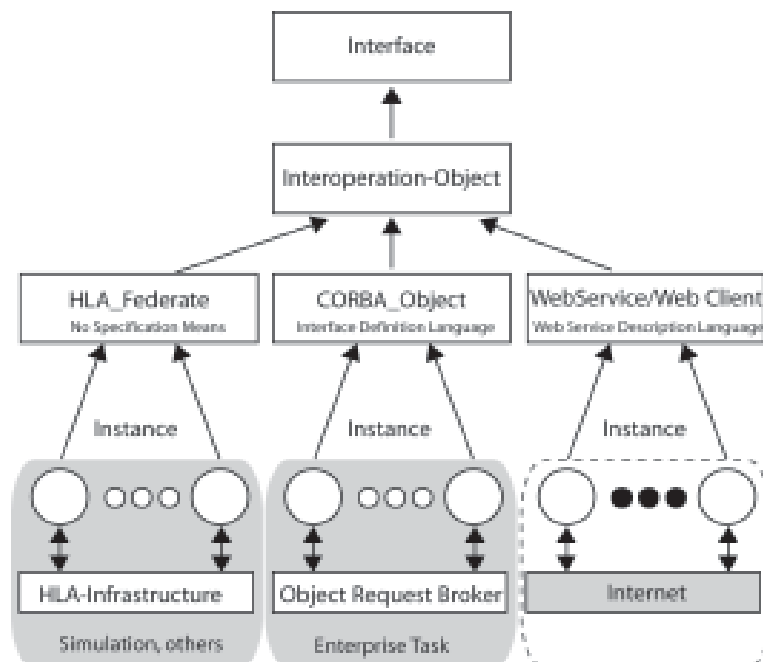 Interface
Interoperation-Object
HLA_Federate
No Specification Means
CORBA_Object
Interface Definition Language
WebService/Web Client
Web Service Description Language
Instance
Instance
Instance
HLA-Infrastructure
Object Request Broker
Internet
Simulation, others
Enterprise Task